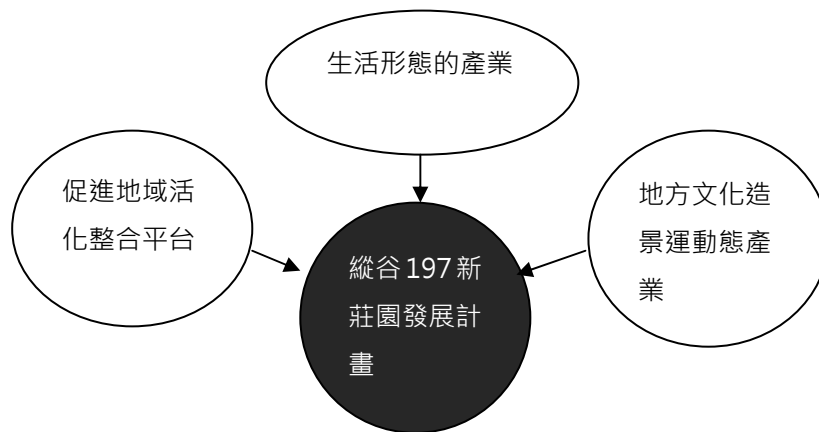 生活形態的產業
促進地域活
化整合平台
地方文化造
景運動態產
業
縱谷197新
莊園發展計
畫